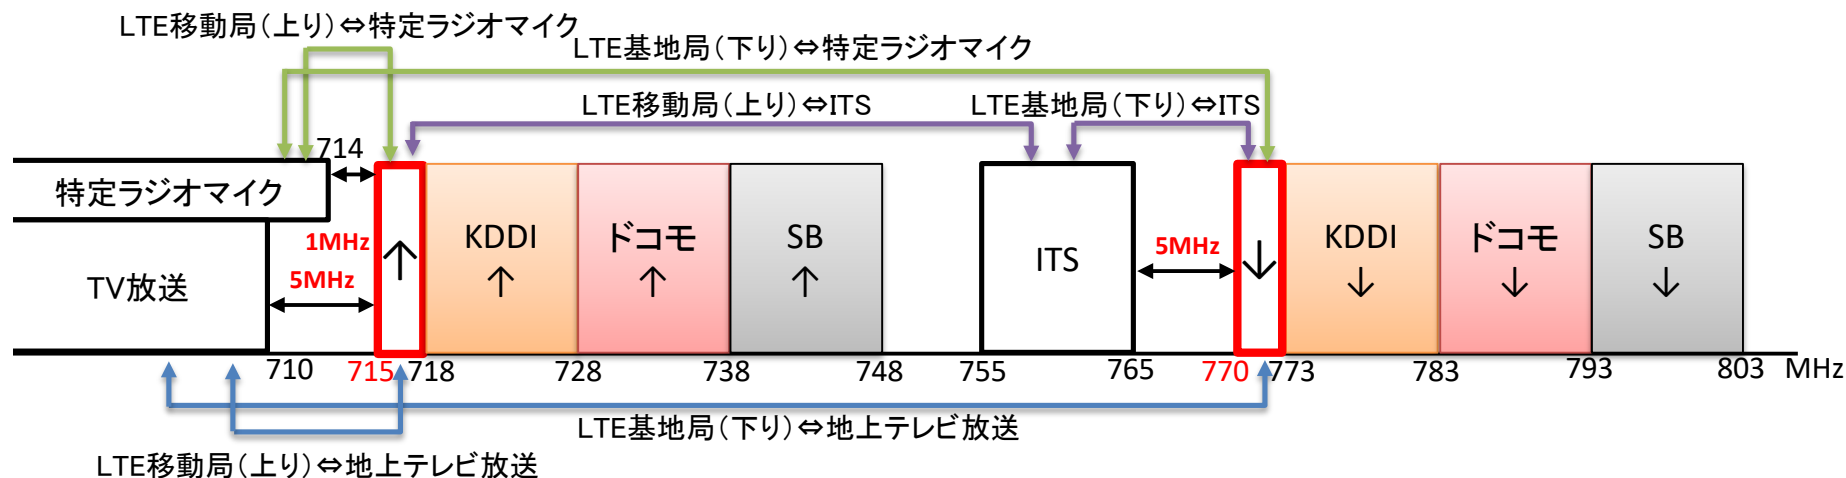 LTE移動局（上り）⇔特定ラジオマイク
LTE基地局（下り）⇔特定ラジオマイク
LTE移動局（上り）⇔ITS
LTE基地局（下り）⇔ITS
714
特定ラジオマイク
TV放送
1MHz
5MHz
↑
KDDI
↑
ドコモ
↑
SB
↑
ITS
5MHz
↓
KDDI
↓
ドコモ
↓
SB
↓
710 715 718 728 738 748 755 765 770 773 783 793 803 MHz
LTE基地局（下り）⇔地上テレビ放送
LTE移動局（上り）⇔地上テレビ放送